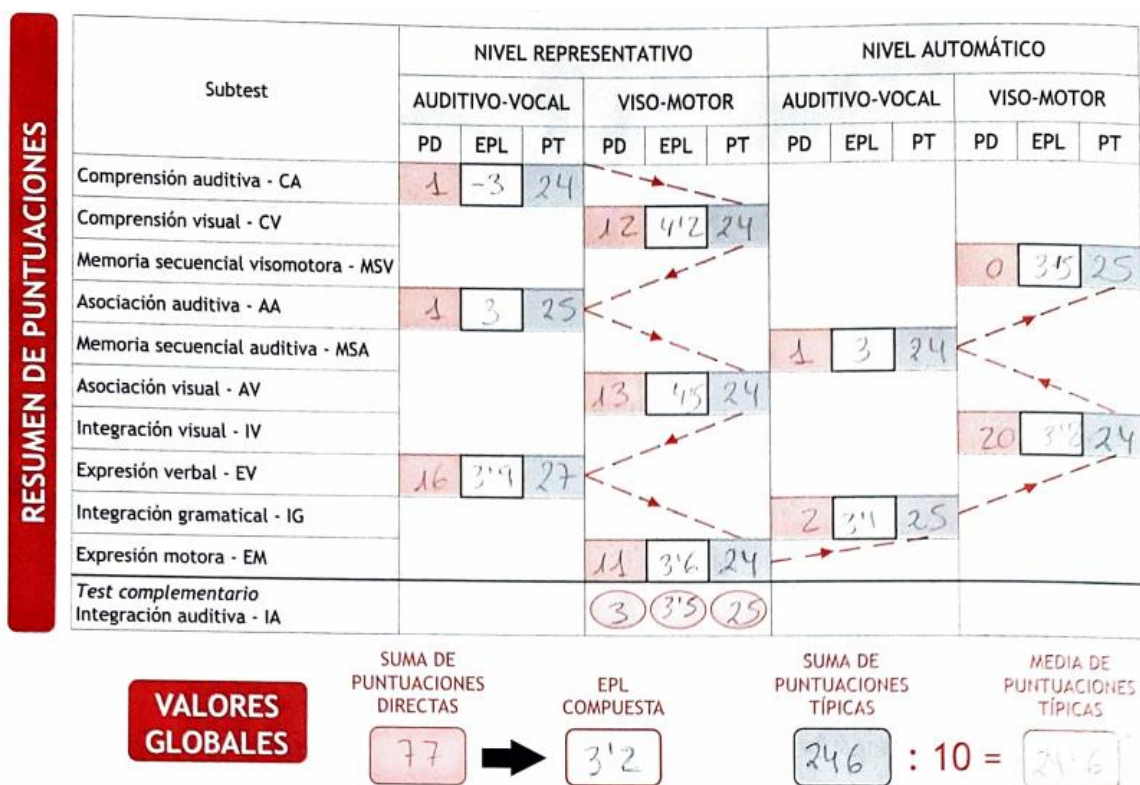 RESUMEN DE PUNTUACIONES
Subtest
NIVEL REPRESENTATIVO NIVEL AUTOMÁTICO
AUDITIVO-VOCAL VISO-MOTOR AUDITIVO-VOCAL VISO-MOTOR
PD EPL PT PD EPL PT PD EPL PT PD EPL PT
Comprensión auditiva - CA 1 -3 24
Comprensión visual - CV 12 4'2 24
Memoria secuencial visomotora - MSV 0 3'5 25
Asociación auditiva - AA 1 3 25
Memoria secuencial auditiva - MSA 1 3 24
Asociación visual - AV 13 4'5 24
Integración visual - IV 20 24
Expresión verbal - EV 16 3'9 27
Integración gramatical - IG 2 3'1 25
Expresión motora - EM 11 3'6 24
Test complementario
Integración auditiva - IA 3 3'5 25
VALORES GLOBALES
SUMA DE PUNTUACIONES DIRECTAS EPL COMPUESTA SUMA DE PUNTUACIONES TÍPICAS MEDIA DE PUNTUACIONES TÍPICAS
77 3'2 246 : 10 = 24'6